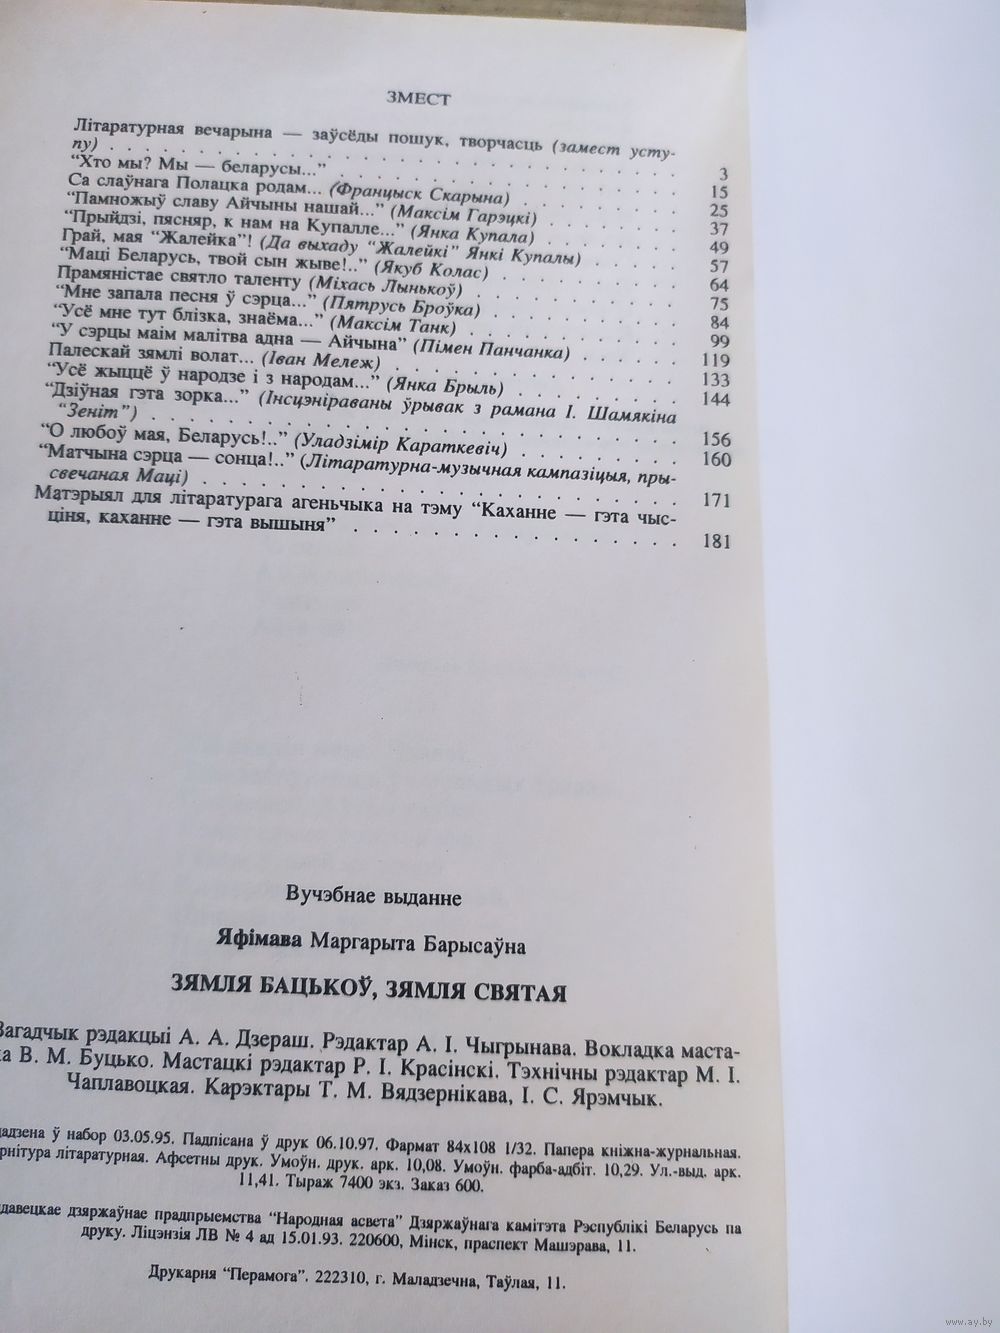 ЗМЕСТ
Літаратурная вечарына — заўсёды пошук, творчасць (замест усту-
пу) . . . . . . . . . . . . . . . . . . . . 3
“Хто мы? Мы — беларусы...” . . . . . . . . . . . . 15
Са слаўнага Полацка родам... (Францыск Скарына) . . . . . . 25
“Памножыў славу Айчыны нашай...” (Максім Гарэцкі) . . . . . 37
“Прыйдзі, пясняр, к нам на Купалле...” (Янка Купала) . . . . . 49
Грай, мая “Жалейка”! (Да выхаду “Жалейкі” Янкі Купалы) . . . . 57
“Маці Беларусь, твой сын жыве!..” (Якуб Колас) . . . . . . . 64
Прамяністае святло таленту (Міхась Лынькоў) . . . . . . . . 75
“Мне запала песня ў сэрца...” (Пятрусь Броўка) . . . . . . . 84
“Усё мне тут блізка, знаёма...” (Максім Танк) . . . . . . . . 99
“У сэрцы маім малітва адна — Айчына” (Пімен Панчанка) . . . . 119
Палескай зямлі волат... (Іван Мележ) . . . . . . . . . . . 133
“Усё жыццё ў народзе і з народам...” (Янка Брыль) . . . . . . 144
“Дзіўная гэта зорка...” (Інсцэніраваны ўрывак з рамана І. Шамякіна
“Зеніт”) . . . . . . . . . . . . . . . . . . 156
“О любоў мая, Беларусь!..” (Уладзімір Караткевіч) . . . . . . 160
“Матчына сэрца — сонца!..” (Літаратурна-музычная кампазіцыя, пры-
свечаная Маці) . . . . . . . . . . . . . . . . 171
Матэрыял для літаратурага агеньчыка на тэму “Каханне — гэта чыс-
ціня, каханне — гэта вышыня” . . . . . . . . . . . 181
Вучэбнае выданне
Яфімава Маргарыта Барысаўна
ЗЯМЛЯ БАЦЬКОЎ, ЗЯМЛЯ СВЯТАЯ
Загадчык рэдакцыі А. А. Дзераш. Рэдактар А. І. Чыгрынава. Вокладка маста-
ка В. М. Буцько. Мастацкі рэдактар Р. І. Красінскі. Тэхнічны рэдактар М. І.
Чаплавоцкая. Карэктары Т. М. Вядзернікава, І. С. Ярэмчык.
ў набор 03.05.95. Падпісана ў друк 06.10.97. Фармат 84х108 1/32. Папера кніжна-журнальная.
літаратурная. Афсетны друк. Умоўн. друк. арк. 10,08. Умоўн. фарба-адбіт. 10,29. Ул.-выд. арк.
11,41. Тыраж 7400 экз. Заказ 600.
дзяржаўнае прадпрыемства “Народная асвета” Дзяржаўнага камітэта Рэспублікі Беларусь па
друку. Ліцэнзія ЛВ № 4 ад 15.01.93. 220600, Мінск, праспект Машэрава, 11.
Друкарня “Перамога”. 222310, г. Маладзечна, Таўлая, 11.
www.ay.by